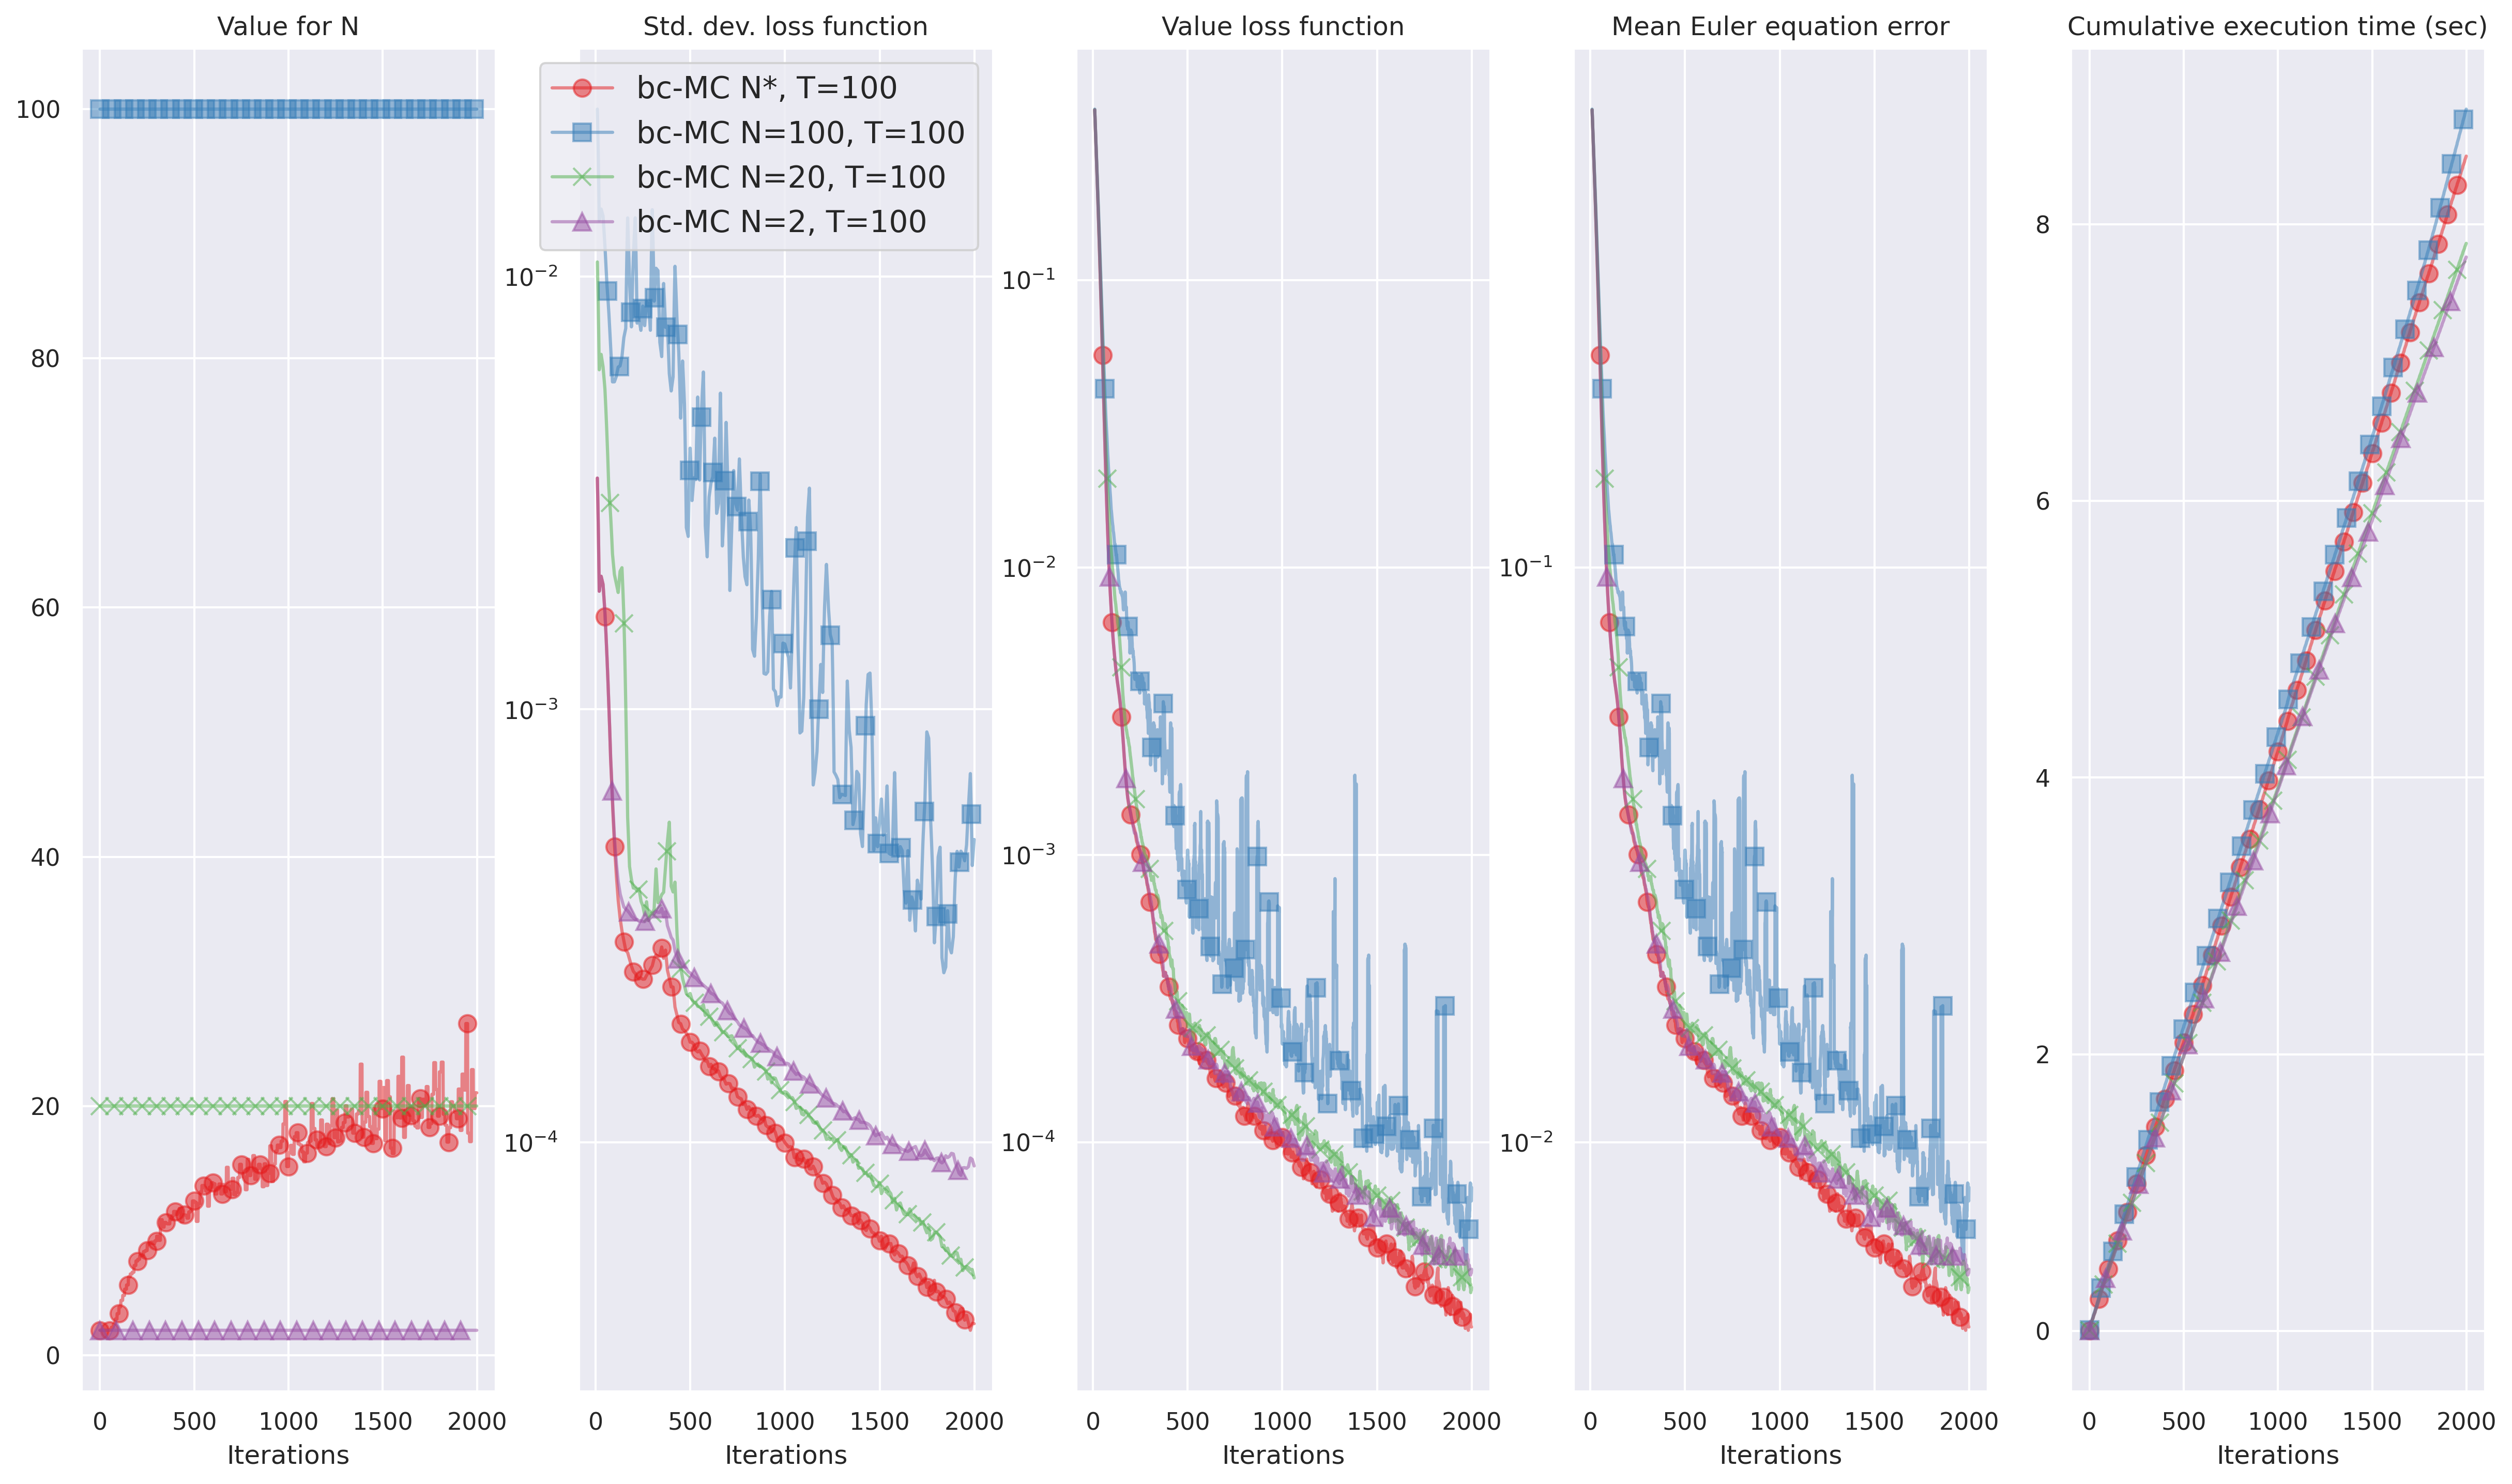 Value for N
Std. dev. loss function
Value loss function
Mean Euler equation error
Cumulative execution time (sec)
bc-MC N*, T=100
bc-MC N=100, T=100
bc-MC N=20, T=100
bc-MC N=2, T=100
100
80
60
40
20
0
0 500 1000 1500 2000
Iterations
10⁻²
10⁻³
10⁻⁴
0 500 1000 1500 2000
Iterations
10⁻¹
10⁻²
10⁻³
10⁻⁴
0 500 1000 1500 2000
Iterations
10⁻¹
10⁻²
0 500 1000 1500 2000
Iterations
8
6
4
2
0
0 500 1000 1500 2000
Iterations